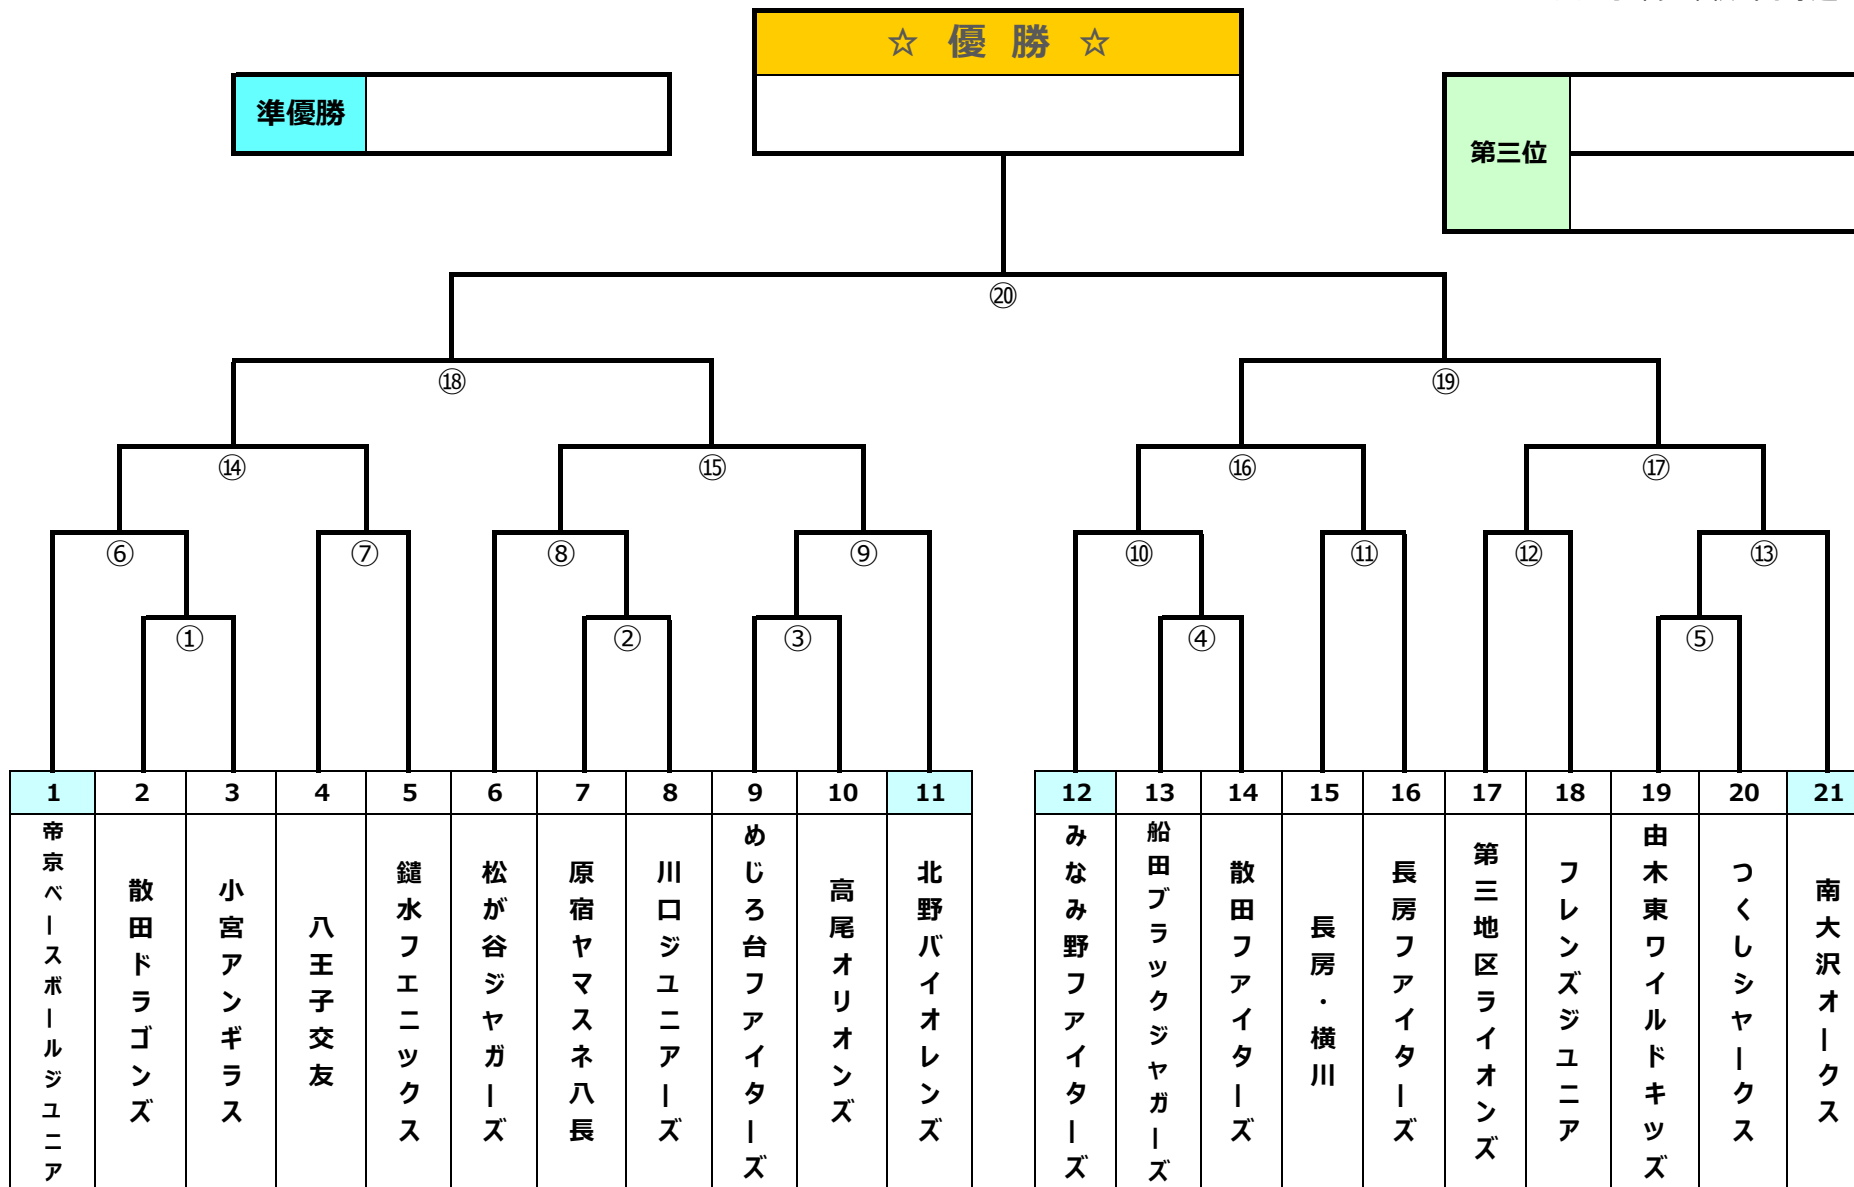 ☆ 優 勝 ☆
準優勝
第三位
⑳
⑱
⑲
⑭
⑮
⑯
⑰
⑥
⑦
⑧
⑨
⑩
⑪
⑫
⑬
①
②
③
④
⑤
1 2 3 4 5 6 7 8 9 10 11 12 13 14 15 16 17 18 19 20 21
帝京ベースボールジユニア
散田ドラゴンズ
小宮アンギラス
八王子交友
鑓水フエニックス
松が谷ジヤガーズ
原宿ヤマスネ八長
川口ジユニアーズ
めじろ台ファイターズ
高尾オリオンズ
北野バイオレンズ
みなみ野ファイターズ
船田ブラックジヤガーズ
散田ファイターズ
長房・横川
長房ファイターズ
第三地区ライオンズ
フレンズジユニア
由木東ワイルドキッズ
つくしシヤークス
南大沢オークス